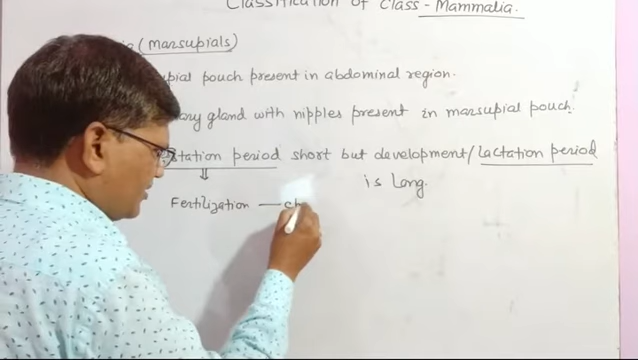 Classification of Class - Mammalia.
(marsupials)
pouch present in abdominal region.
gland with nipples present in marsupial pouch.
period short but development/lactation period
is long.
⇓
Fertilization — ch